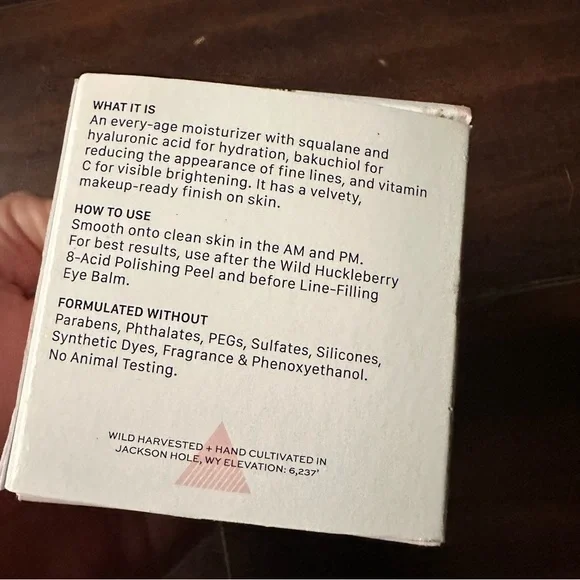 WHAT IT IS
An every-age moisturizer with squalane and
hyaluronic acid for hydration, bakuchiol for
reducing the appearance of fine lines, and vitamin
C for visible brightening. It has a velvety,
makeup-ready finish on skin.
HOW TO USE
Smooth onto clean skin in the AM and PM.
For best results, use after the Wild Huckleberry
8-Acid Polishing Peel and before Line-Filling
Eye Balm.
FORMULATED WITHOUT
Parabens, Phthalates, PEGs, Sulfates, Silicones,
Synthetic Dyes, Fragrance & Phenoxyethanol.
No Animal Testing.
WILD HARVESTED + HAND CULTIVATED IN
JACKSON HOLE, WY ELEVATION: 6,237'